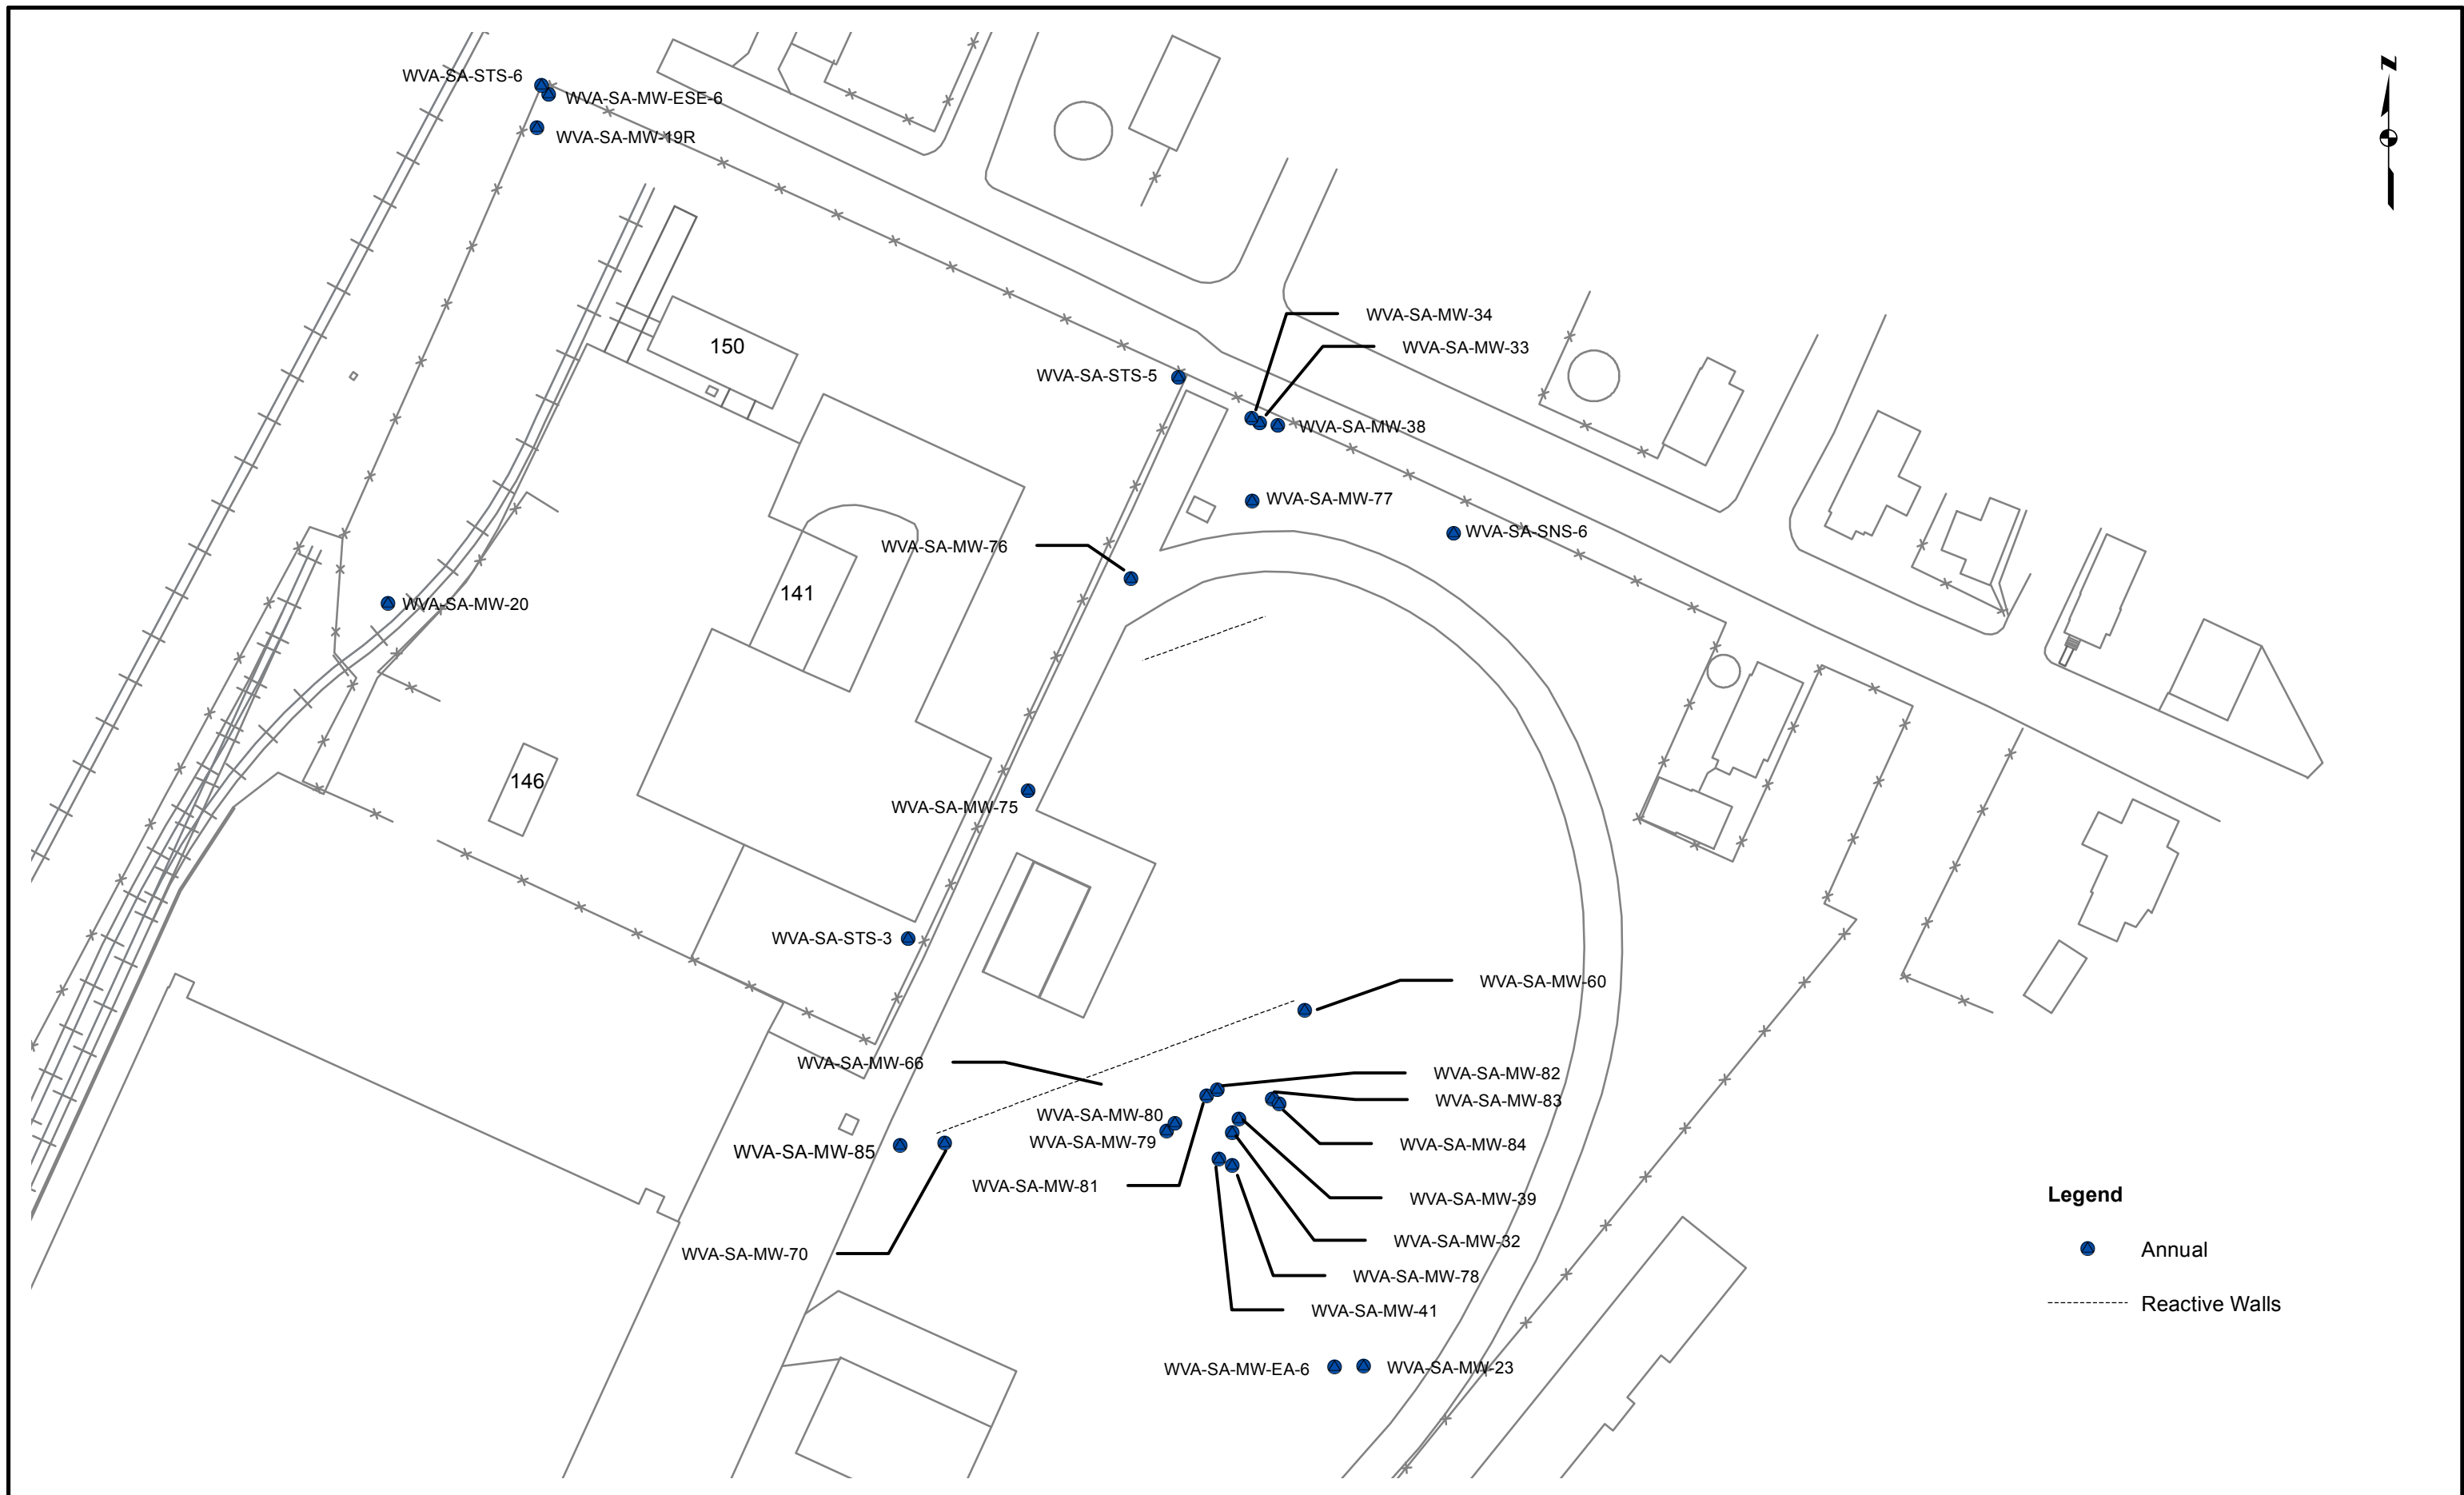 WVA-SA-STS-6
WVA-SA-MW-ESE-6
WVA-SA-MW-19R
N
150
WVA-SA-MW-34
WVA-SA-MW-33
WVA-SA-STS-5
WVA-SA-MW-38
WVA-SA-MW-77
WVA-SA-SNS-6
WVA-SA-MW-76
141
WVA-SA-MW-20
146
WVA-SA-MW-75
WVA-SA-STS-3
WVA-SA-MW-60
WVA-SA-MW-66
WVA-SA-MW-82
WVA-SA-MW-83
WVA-SA-MW-80
WVA-SA-MW-79
WVA-SA-MW-84
WVA-SA-MW-85
WVA-SA-MW-81
WVA-SA-MW-39
WVA-SA-MW-32
WVA-SA-MW-70
WVA-SA-MW-78
WVA-SA-MW-41
WVA-SA-MW-EA-6
WVA-SA-MW-23
Legend
Annual
Reactive Walls